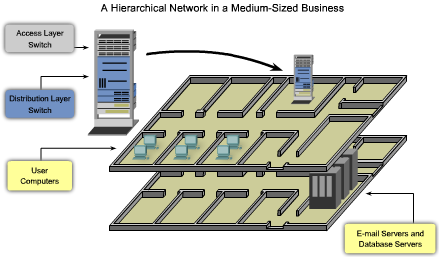 A Hierarchical Network in a Medium-Sized Business
Access Layer
Switch
Distribution Layer
Switch
User
Computers
E-mail Servers and
Database Servers